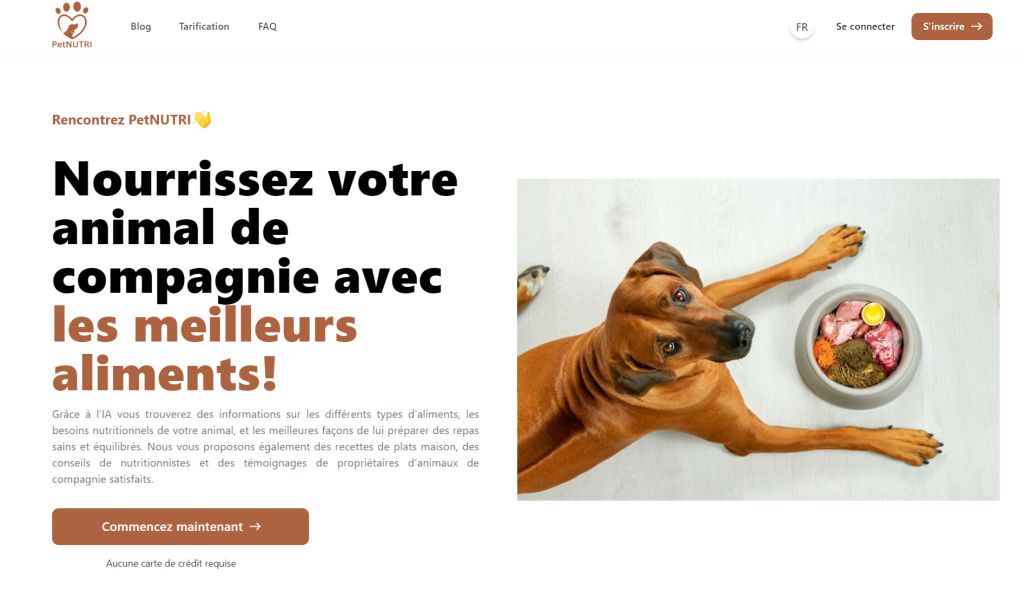 PetNUTRI
Blog
Tarification
FAQ
FR
Se connecter
S'inscrire →
Rencontrez PetNUTRI👋
Nourrissez votre
animal de
compagnie avec
les meilleurs
aliments!
Grâce à l'IA vous trouverez des informations sur les différents types d'aliments, les
besoins nutritionnels de votre animal, et les meilleures façons de lui préparer des repas
sains et équilibrés. Nous vous proposons également des recettes de plats maison, des
conseils de nutritionnistes et des témoignages de propriétaires d'animaux de
compagnie satisfaits.
Commencez maintenant →
Aucune carte de crédit requise